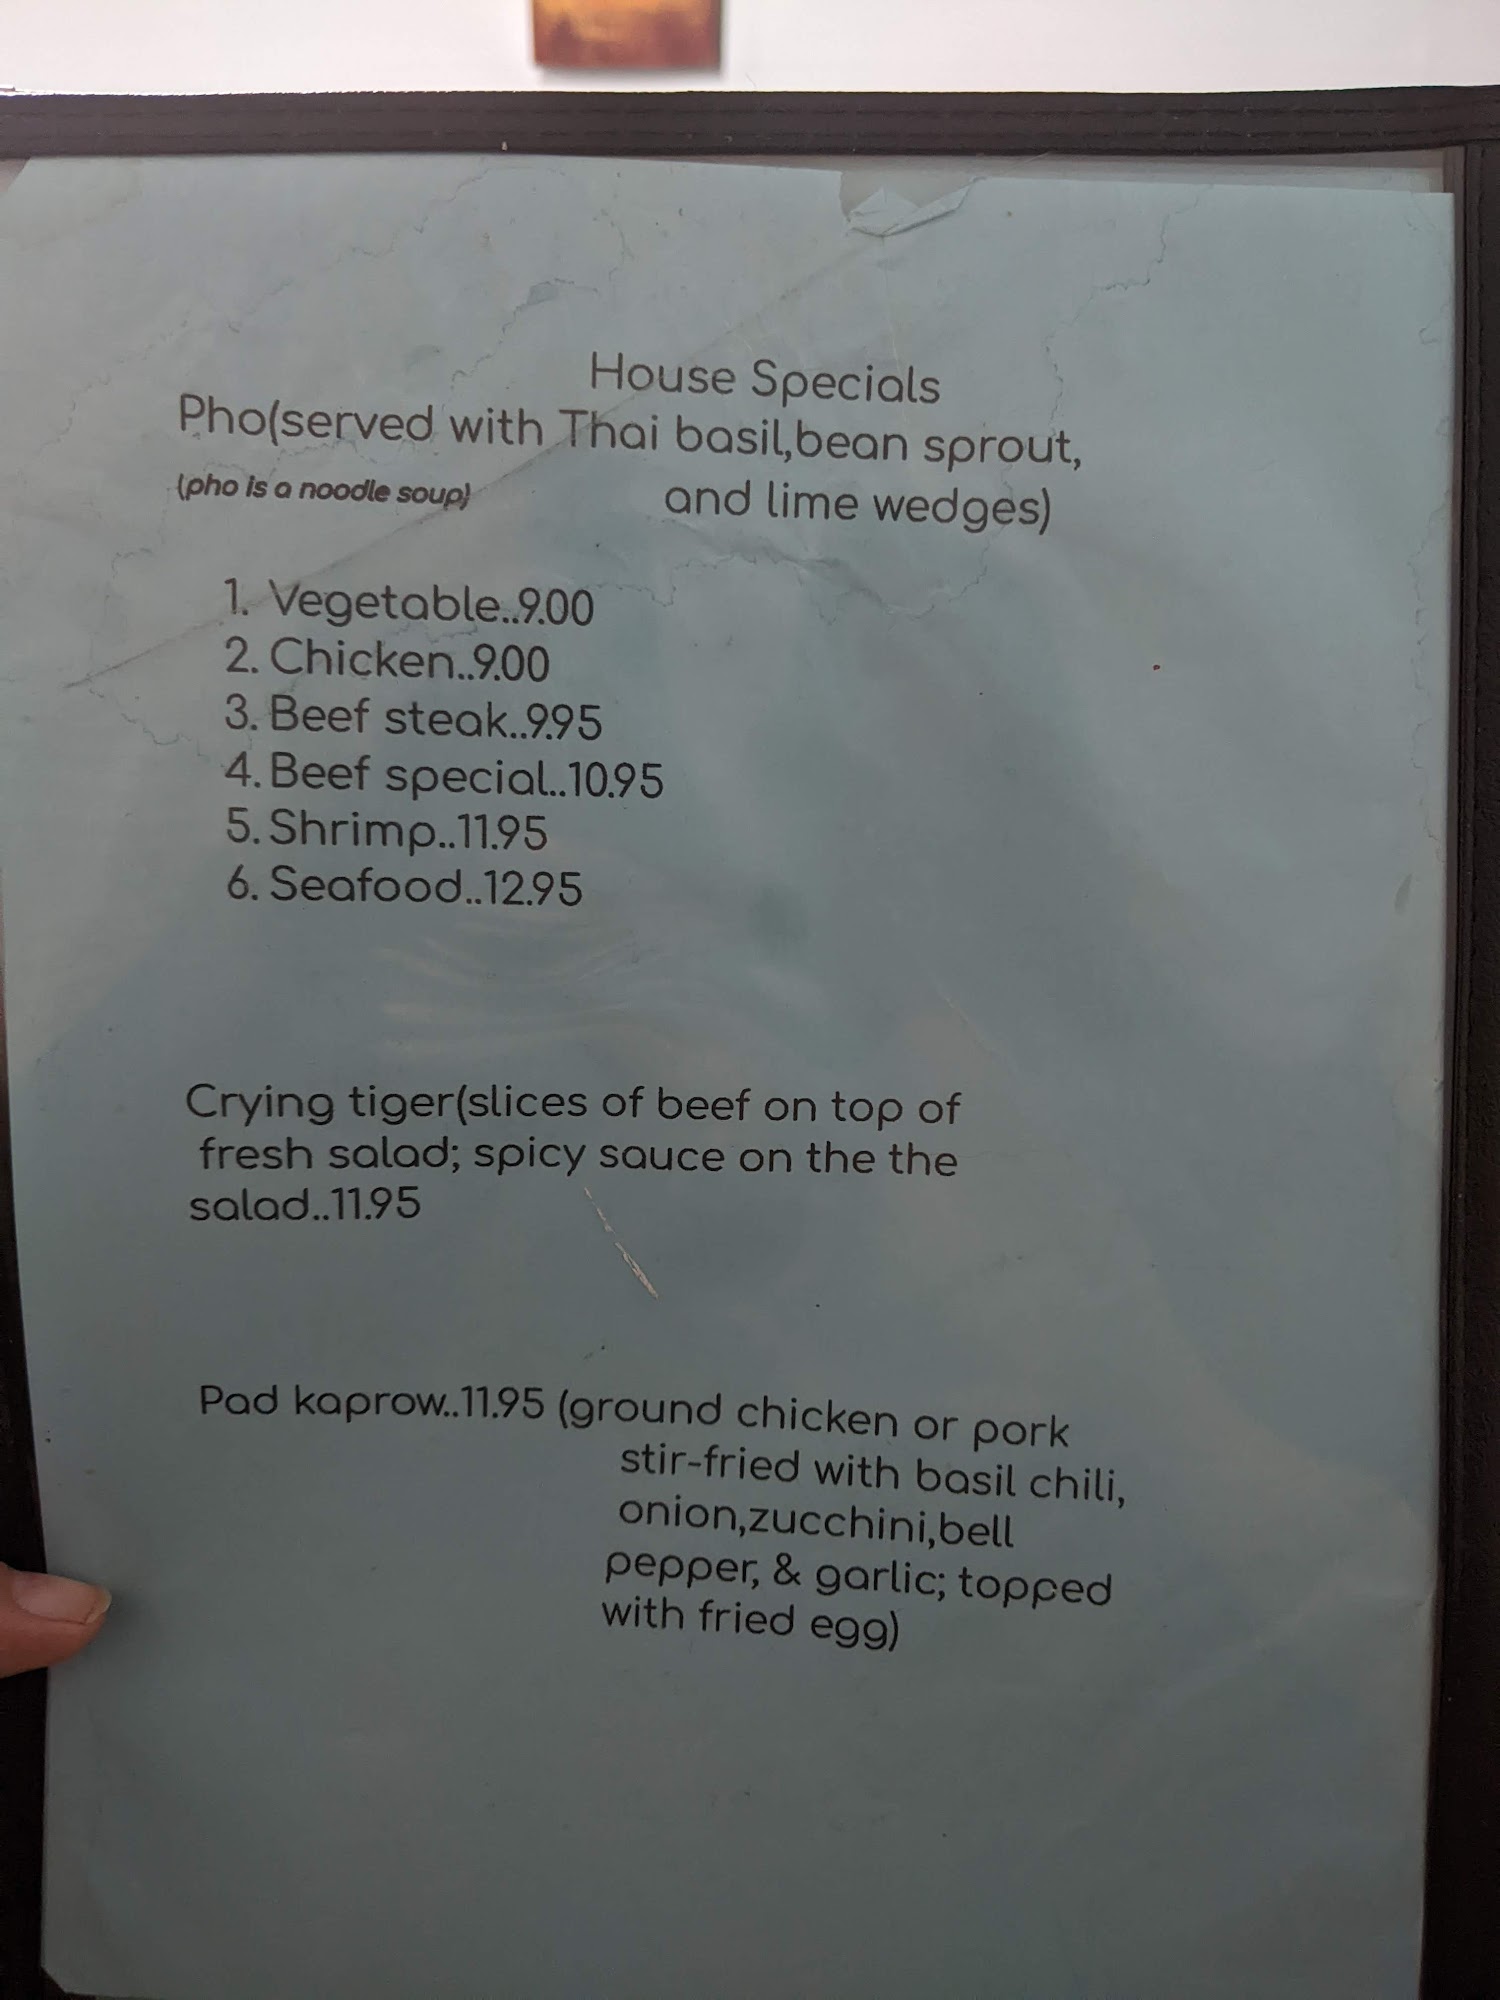 House Specials
Pho(served with Thai basil,bean sprout,
(pho is a noodle soup) and lime wedges)
1. Vegetable..9.00
2. Chicken..9.00
3. Beef steak..9.95
4. Beef special..10.95
5. Shrimp..11.95
6. Seafood..12.95
Crying tiger(slices of beef on top of
fresh salad; spicy sauce on the the
salad..11.95
Pad kaprow..11.95 (ground chicken or pork
stir-fried with basil chili,
onion,zucchini,bell
pepper, & garlic; topped
with fried egg)